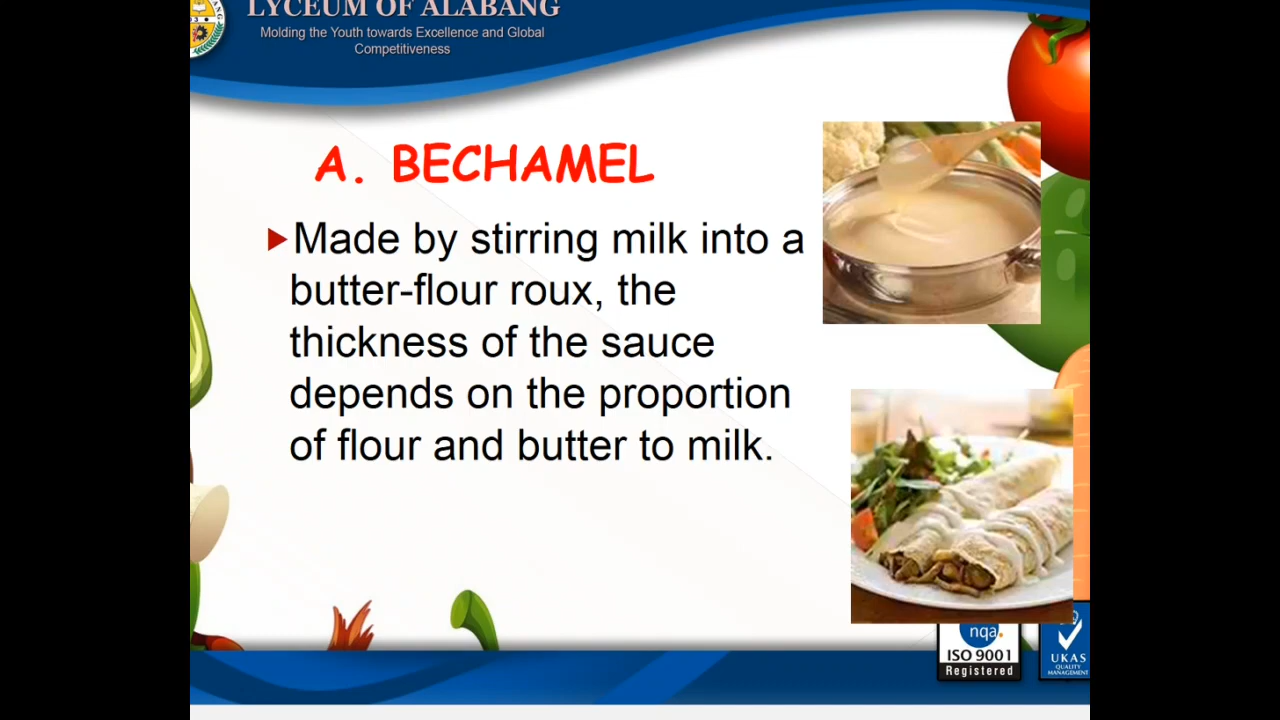 LYCEUM OF ALABANG
Molding the Youth towards Excellence and Global
Competitiveness
A. BECHAMEL
Made by stirring milk into a
butter-flour roux, the
thickness of the sauce
depends on the proportion
of flour and butter to milk.
nqa.
ISO 9001
Registered
UKAS
QUALITY
MANAGEMENT